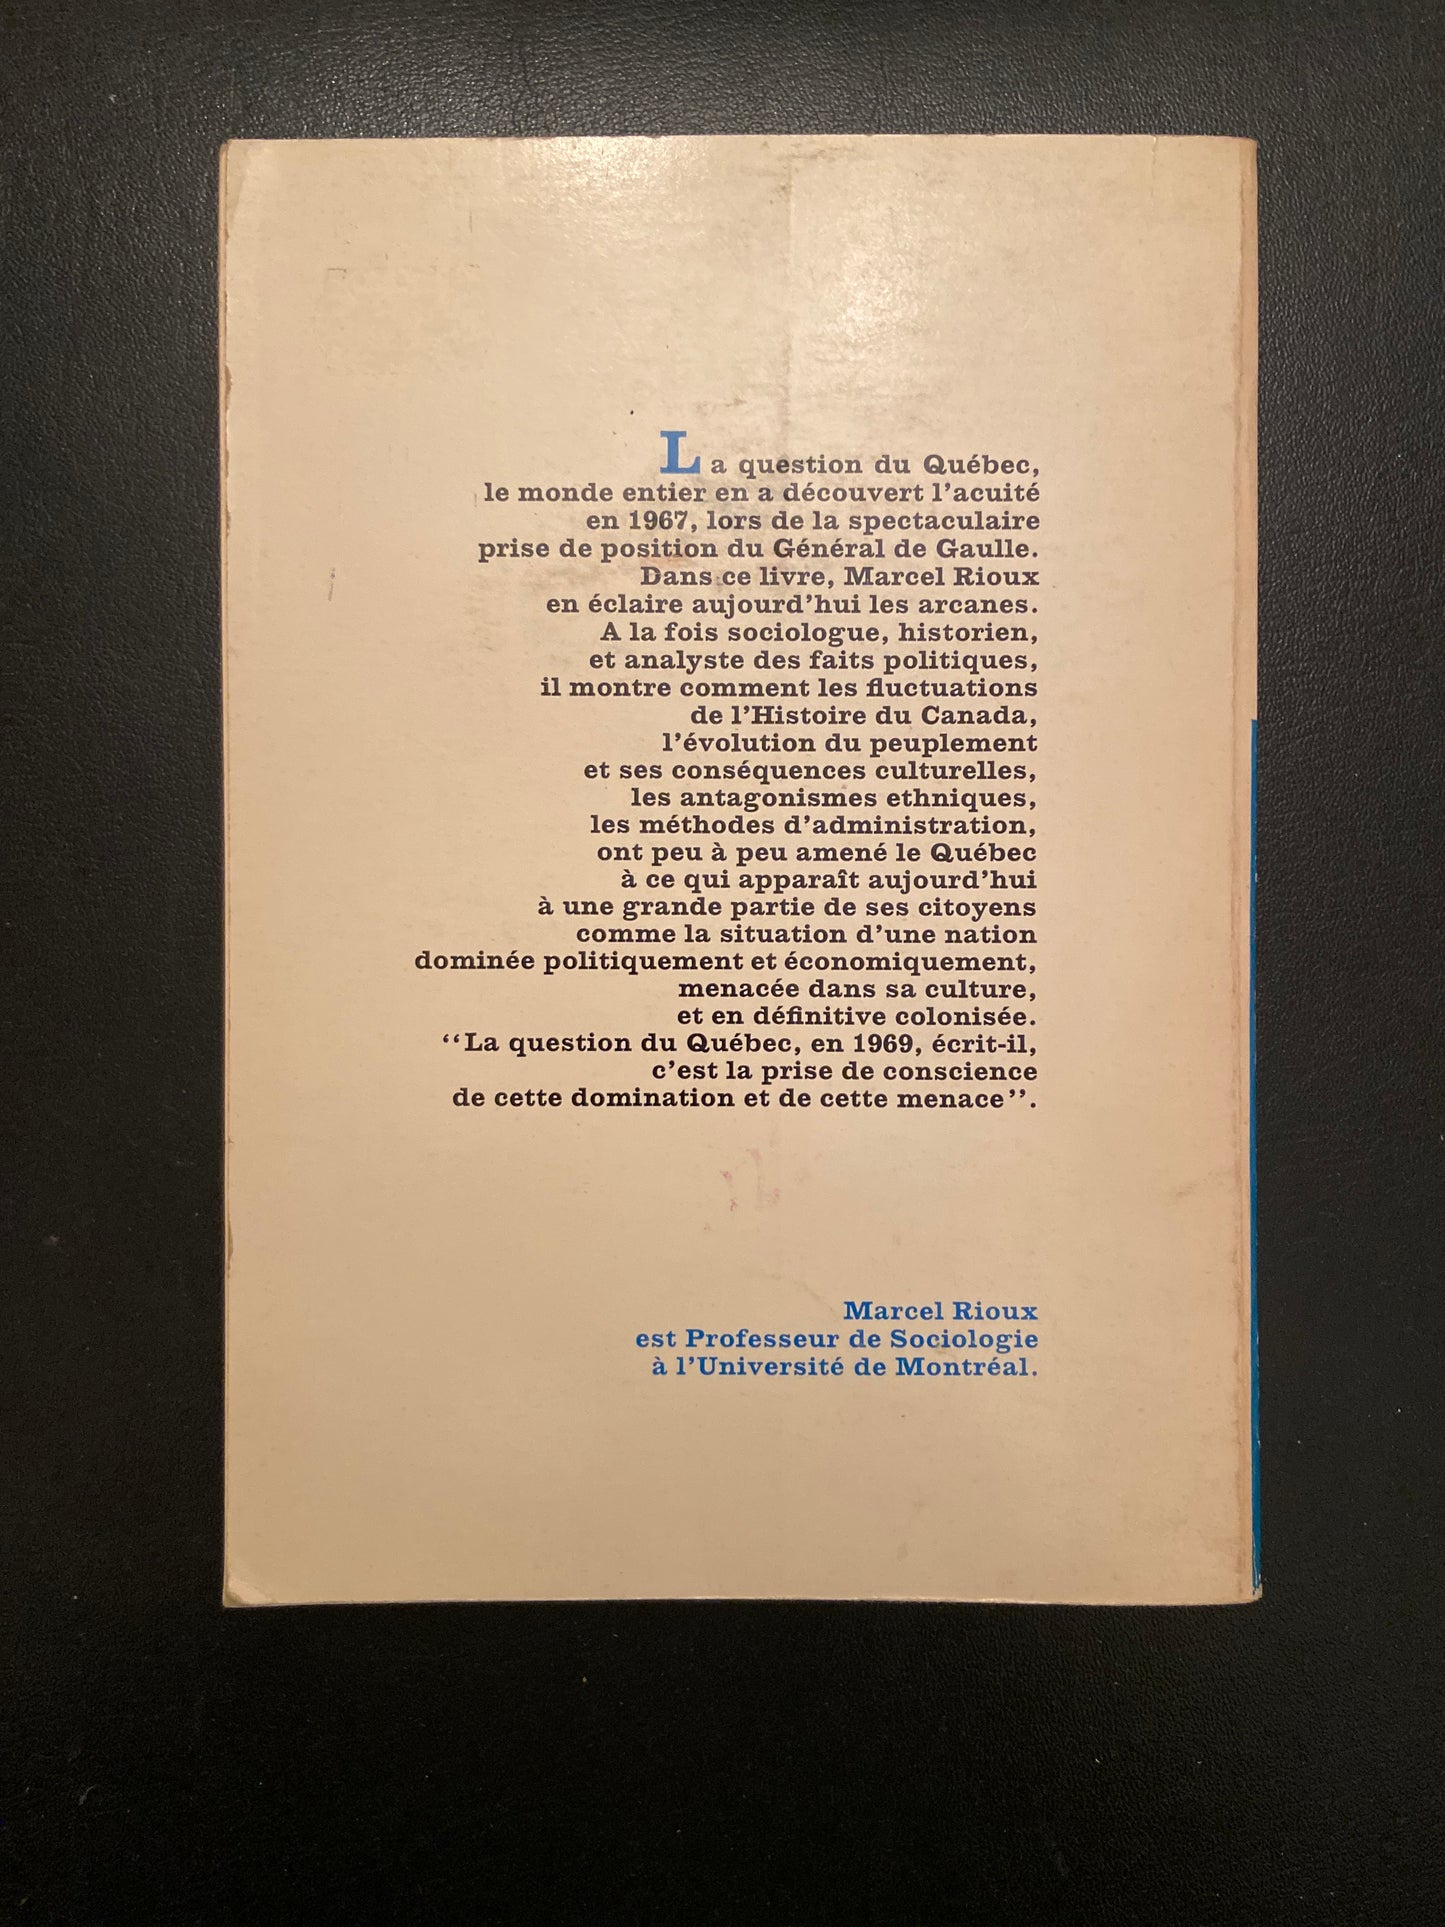 La question du Québec,
le monde entier en a découvert l'acuité
en 1967, lors de la spectaculaire
prise de position du Général de Gaulle.
Dans ce livre, Marcel Rioux
en éclaire aujourd'hui les arcanes.
A la fois sociologue, historien,
et analyste des faits politiques,
il montre comment les fluctuations
de l'Histoire du Canada,
l'évolution du peuplement
et ses conséquences culturelles,
les antagonismes ethniques,
les méthodes d'administration,
ont peu à peu amené le Québec
à ce qui apparaît aujourd'hui
à une grande partie de ses citoyens
comme la situation d'une nation
dominée politiquement et économiquement,
menacée dans sa culture,
et en définitive colonisée.
“La question du Québec, en 1969, écrit-il,
c'est la prise de conscience
de cette domination et de cette menace”.
Marcel Rioux
est Professeur de Sociologie
à l'Université de Montréal.